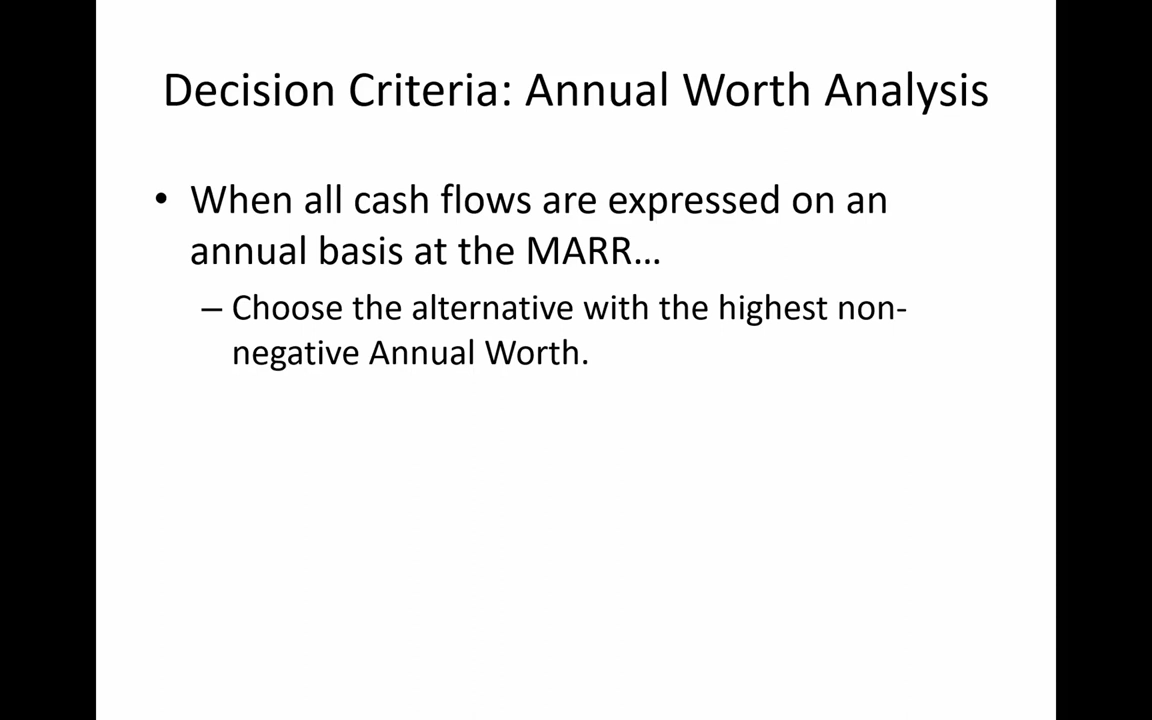 Decision Criteria: Annual Worth Analysis
• When all cash flows are expressed on an
annual basis at the MARR…
– Choose the alternative with the highest non-
negative Annual Worth.